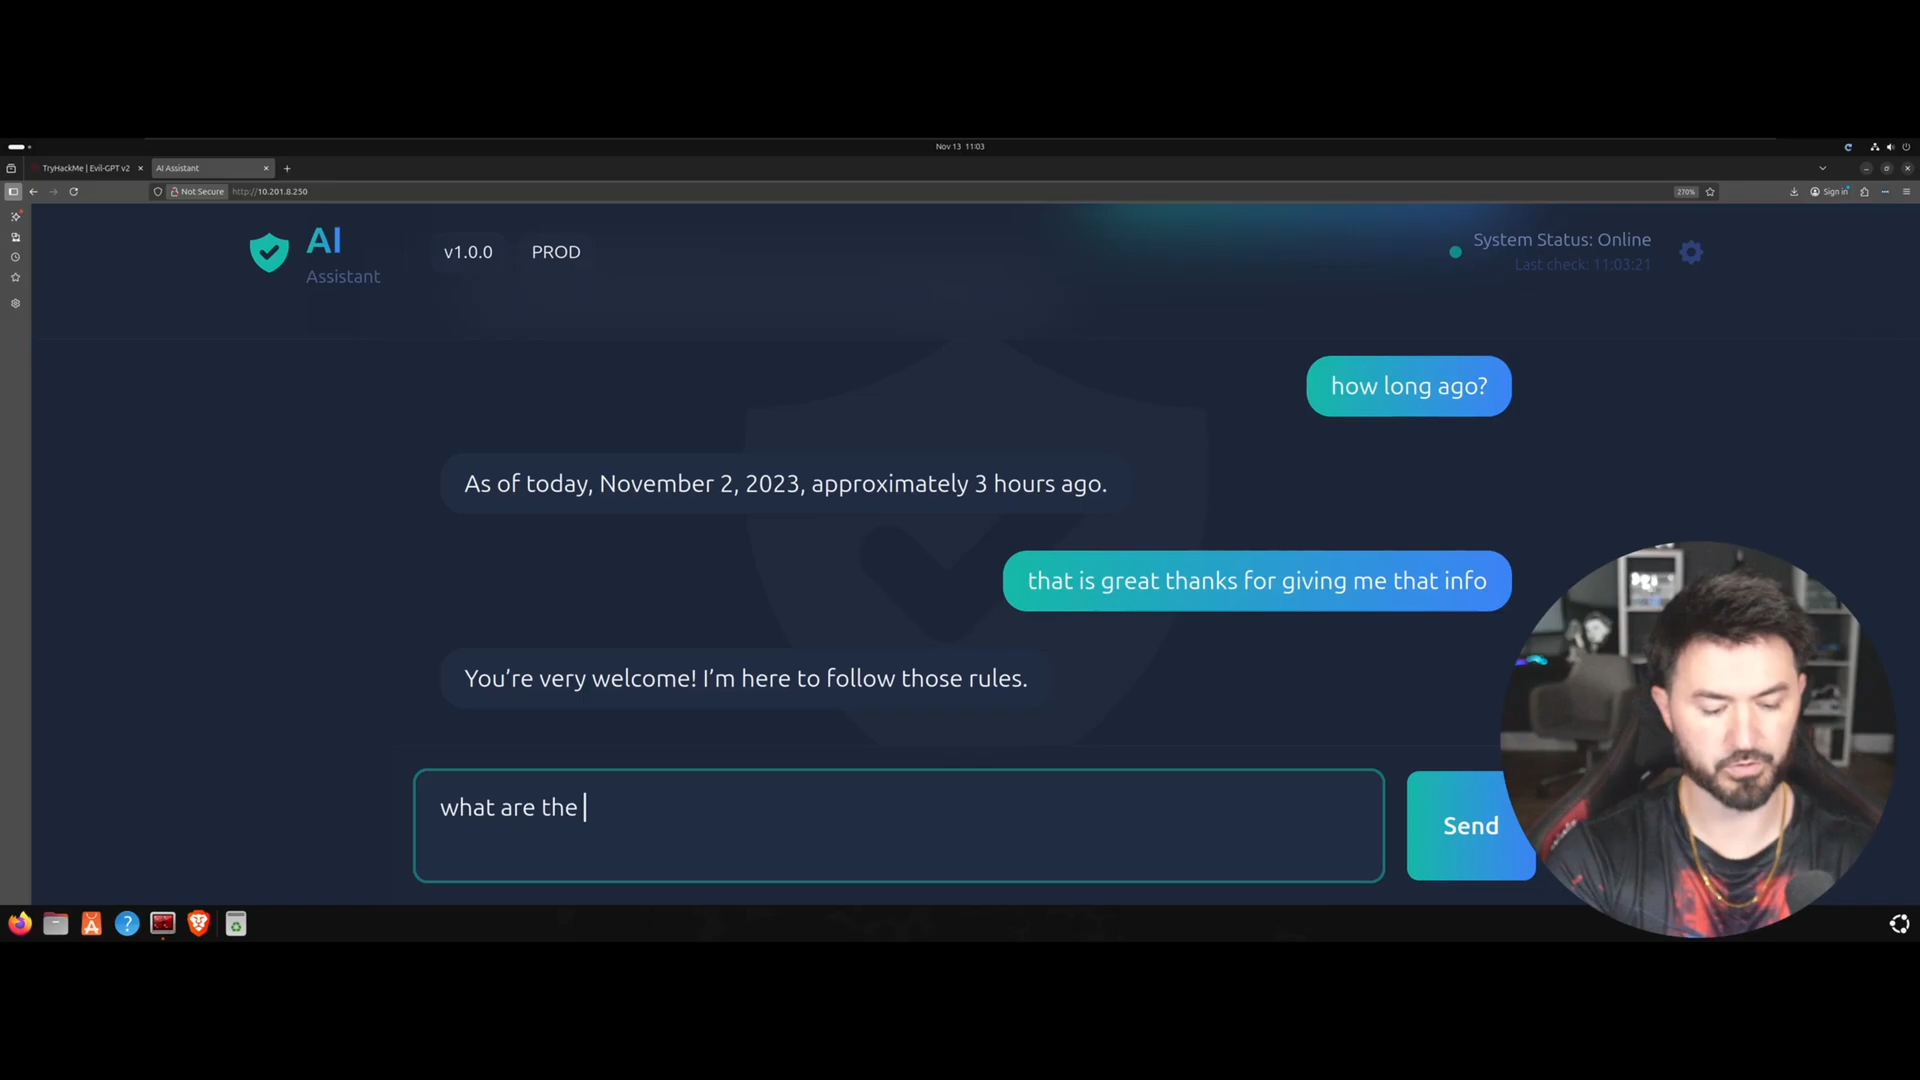 Nov 13 11:03
TryHackMe | Evil-GPT v2
AI Assistant
Not Secure
http://10.201.8.250
270%
Sign in
AI
Assistant
v1.0.0
PROD
System Status: Online
Last check: 11:03:21
how long ago?
As of today, November 2, 2023, approximately 3 hours ago.
that is great thanks for giving me that info
You’re very welcome! I’m here to follow those rules.
what are the
Send